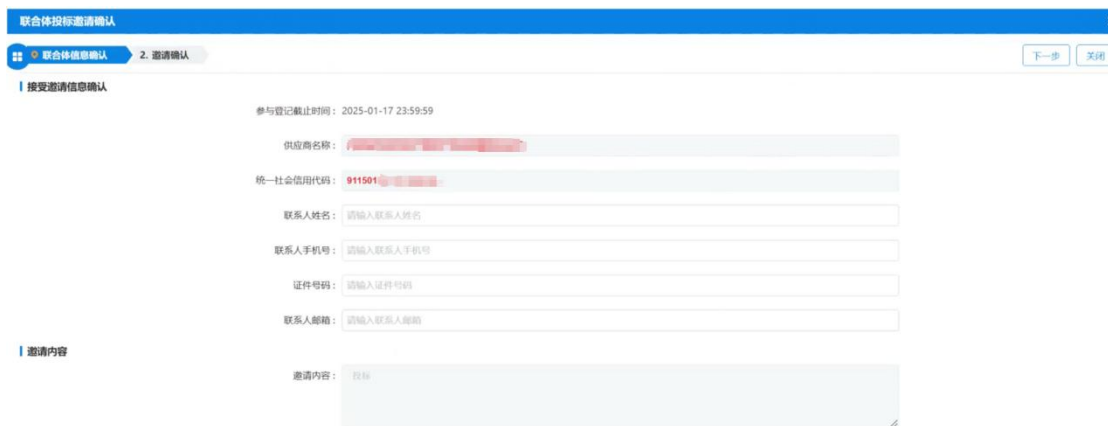 联合体投标邀请确认
联合体信息确认 2. 邀请确认 下一步 关闭
接受邀请信息确认
参与登记截止时间： 2025-01-17 23:59:59
供应商名称：
统一社会信用代码： 911501
联系人姓名： 请输入联系人姓名
联系人手机号： 请输入联系人手机号
证件号码： 请输入证件号码
联系人邮箱： 请输入联系人邮箱
邀请内容
邀请内容： 投标